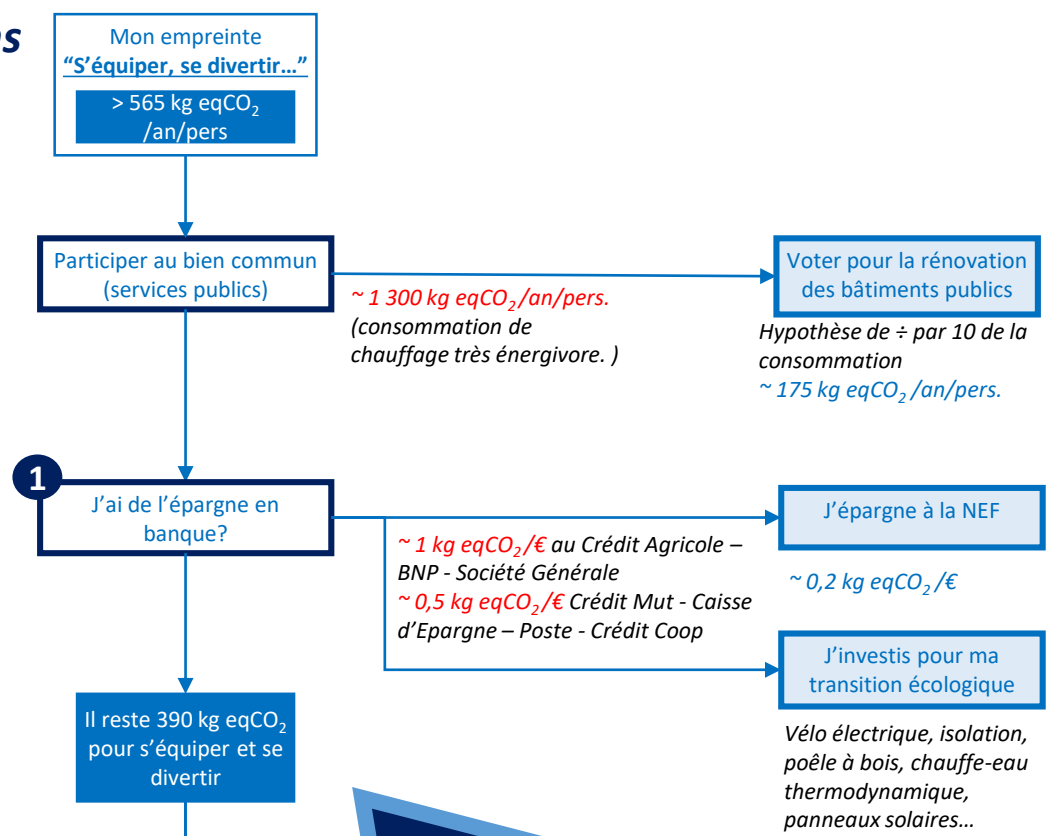 Mon empreinte
“S’équiper, se divertir…”
> 565 kg eqCO₂
/an/pers
Participer au bien commun
(services publics)
~ 1 300 kg eqCO₂/an/pers.
(consommation de
chauffage très énergivore. )
Voter pour la rénovation
des bâtiments publics
Hypothèse de ÷ par 10 de la
consommation
~ 175 kg eqCO₂ /an/pers.
1
J’ai de l’épargne en
banque?
~ 1 kg eqCO₂/€ au Crédit Agricole –
BNP - Société Générale
~ 0,5 kg eqCO₂/€ Crédit Mut - Caisse
d’Epargne – Poste - Crédit Coop
J’épargne à la NEF
~ 0,2 kg eqCO₂ /€
J’investis pour ma
transition écologique
Vélo électrique, isolation,
poêle à bois, chauffe-eau
thermodynamique,
panneaux solaires…
Il reste 390 kg eqCO₂
pour s’équiper et se
divertir